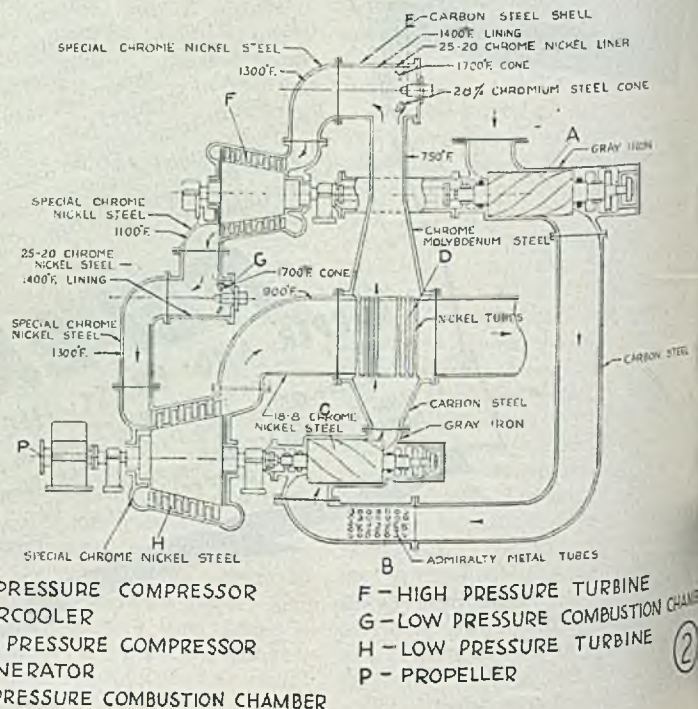 E
CARBON STEEL SHELL
1400°F. LINING
25-20 CHROME NICKEL LINER
1700°F. CONE
28% CHROMIUM STEEL CONE
SPECIAL CHROME NICKEL STEEL
1300°F.
F
750°F.
A
GRAY IRON
SPECIAL CHROME
NICKEL STEEL
1100°F.
25-20 CHROME
NICKEL STEEL
1400°F. LINING
G
1700°F. CONE
900°F.
CHROME
MOLYBDENUM STEEL
D
NICKEL TUBES
SPECIAL CHROME
NICKEL STEEL
1300°F.
CARBON STEEL
CARBON STEEL
GRAY IRON
C
18-8 CHROME
NICKEL STEEL
P
H
SPECIAL CHROME NICKEL STEEL
B
ADMIRALTY METAL TUBES
PRESSURE COMPRESSOR
RCOOLER
PRESSURE COMPRESSOR
NERATOR
PRESSURE COMBUSTION CHAMBER
F - HIGH PRESSURE TURBINE
G - LOW PRESSURE COMBUSTION CHAMB
H - LOW PRESSURE TURBINE
P - PROPELLER
2